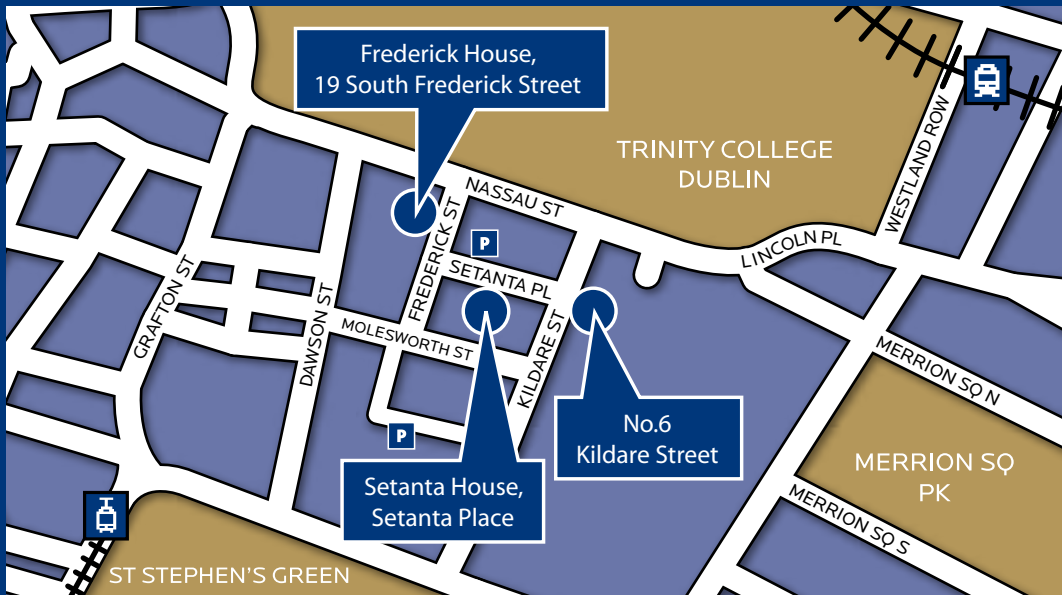 Frederick House,
19 South Frederick Street
TRINITY COLLEGE
DUBLIN
WESTLAND ROW
NASSAU ST
LINCOLN PL
FREDERICK ST
P
SETANTA PL
GRAFTON ST
DAWSON ST
MOLESWORTH ST
KILDARE ST
MERRION SQ N
No.6
Kildare Street
P
MERRION SQ
PK
Setanta House,
Setanta Place
MERRION SQ S
ST STEPHEN'S GREEN